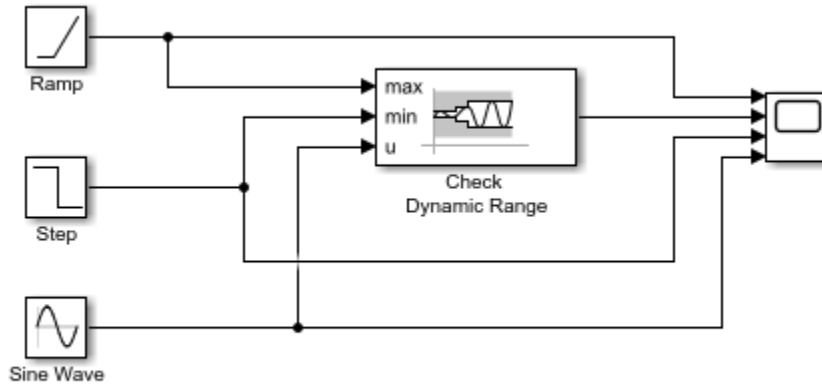 Ramp
max
min
u
Check
Dynamic Range
Step
Sine Wave